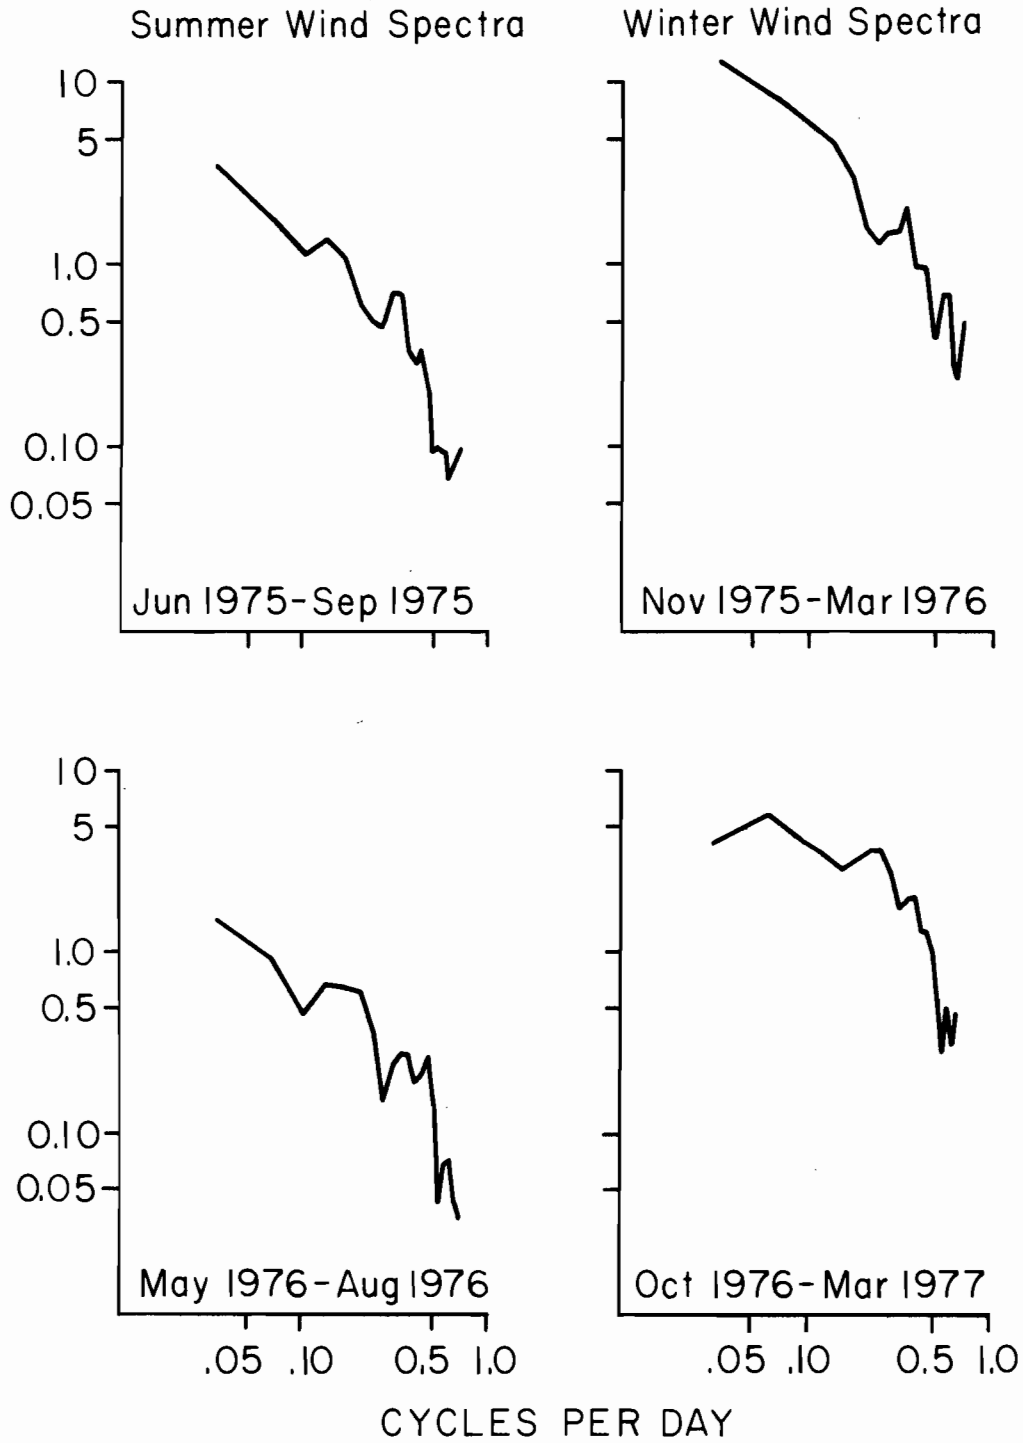 Summer Wind Spectra
Winter Wind Spectra
10
5
1.0
0.5
0.10
0.05
Jun 1975-Sep 1975
Nov 1975-Mar 1976
10
5
1.0
0.5
0.10
0.05
May 1976-Aug 1976
Oct 1976-Mar 1977
.05 .10 0.5 1.0
.05 .10 0.5 1.0
CYCLES PER DAY